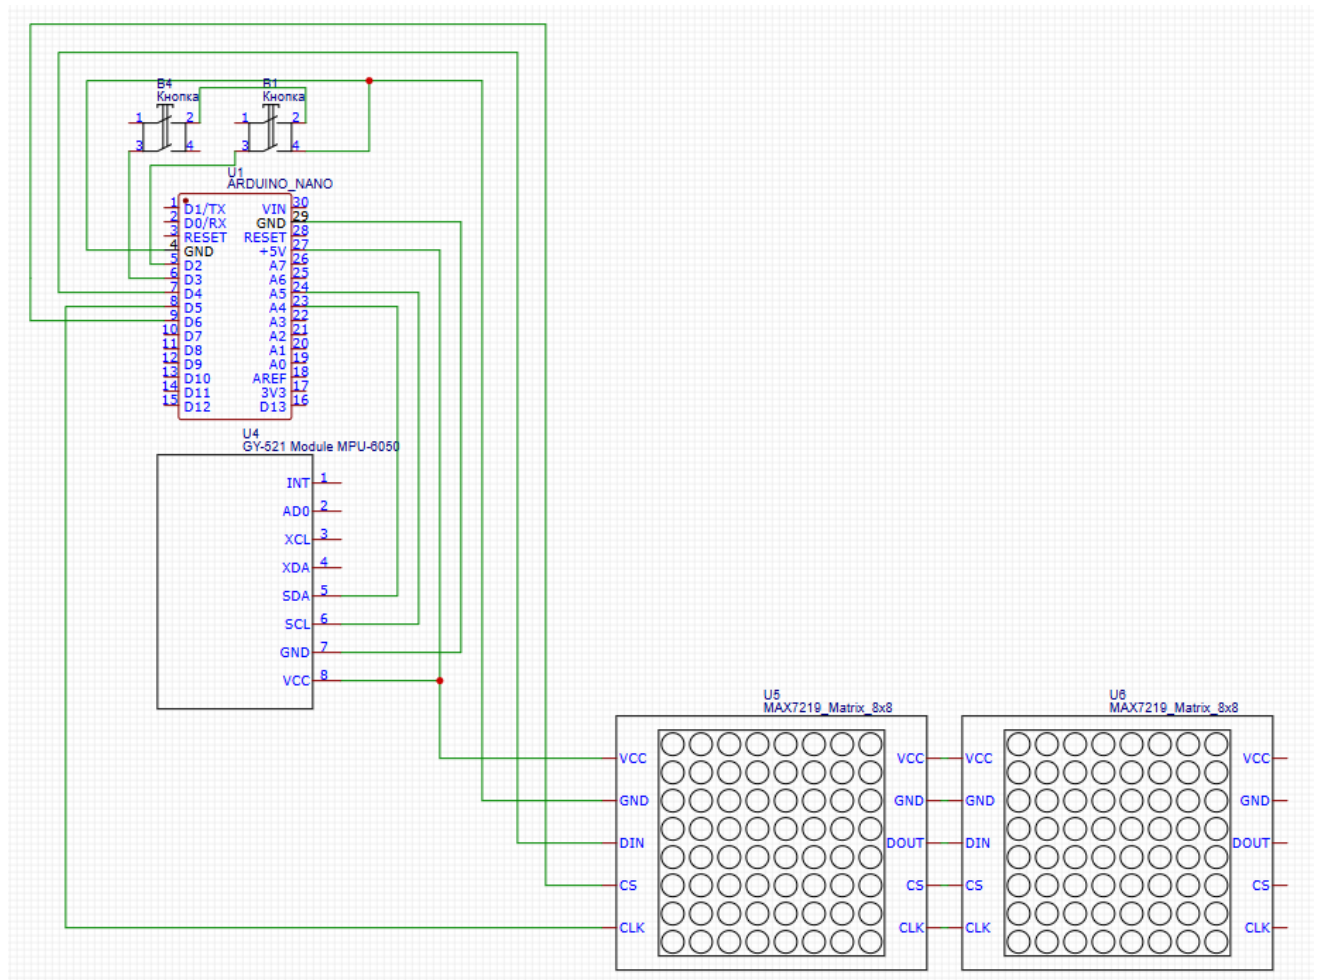 B4
Кнопка
1 2
3 4
B1
Кнопка
1 2
3 4
U1
ARDUINO_NANO
1 D1/TX VIN 30
2 D0/RX GND 29
3 RESET RESET 28
4 GND +5V 27
5 D2 A7 26
6 D3 A6 25
7 D4 A5 24
8 D5 A4 23
9 D6 A3 22
10 D7 A2 21
11 D8 A1 20
12 D9 A0 19
13 D10 AREF 18
14 D11 3V3 17
15 D12 D13 16
U4
GY-521 Module MPU-6050
INT 1
AD0 2
XCL 3
XDA 4
SDA 5
SCL 6
GND 7
VCC 8
U5
MAX7219_Matrix_8x8
VCC VCC
GND GND
DIN DOUT
CS CS
CLK CLK
U6
MAX7219_Matrix_8x8
VCC VCC
GND GND
DIN DOUT
CS CS
CLK CLK